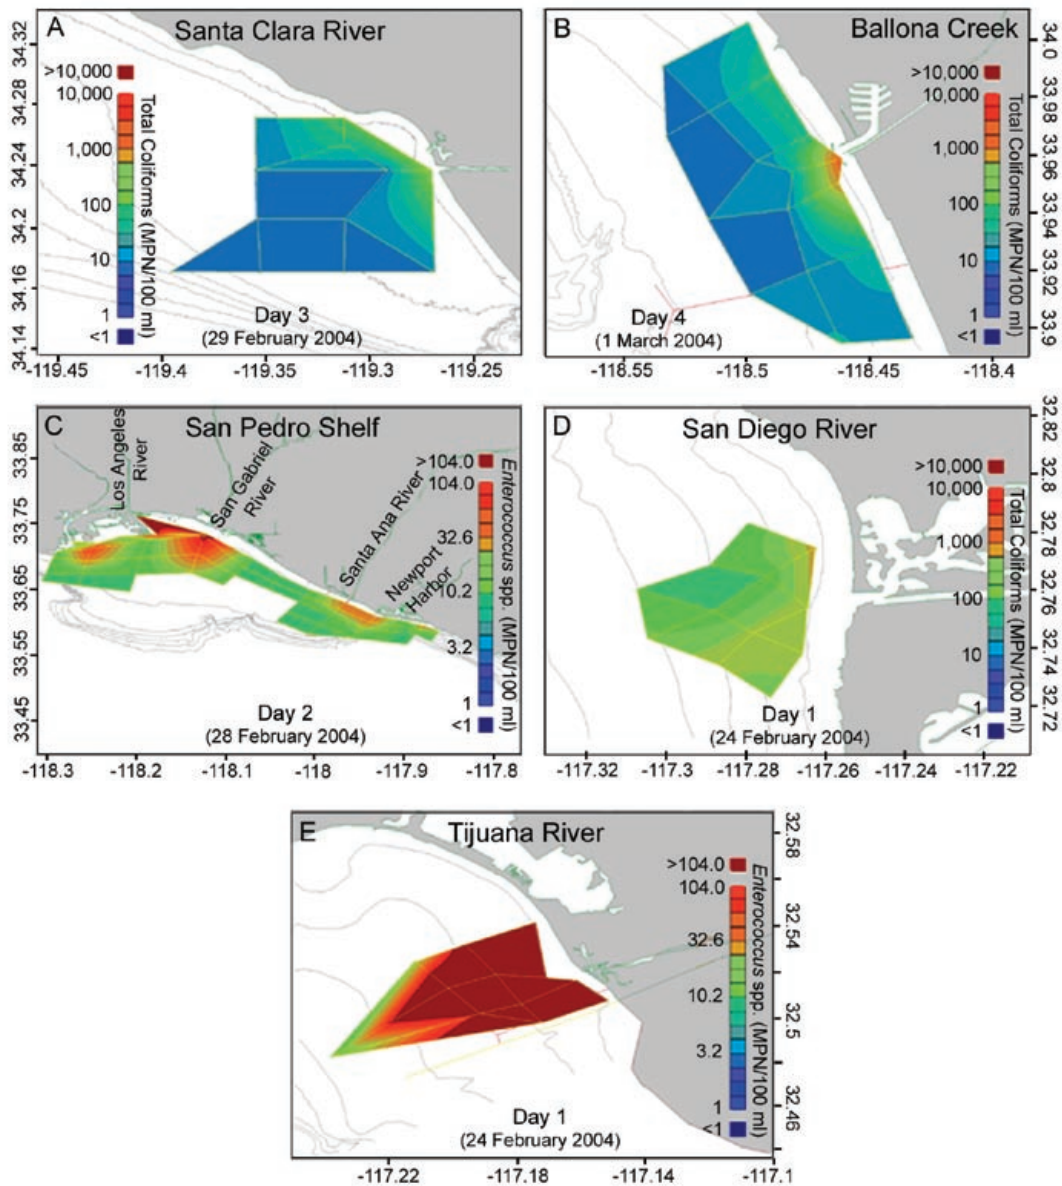 A
Santa Clara River
34.32
34.28
34.24
34.2
34.16
34.14
>10,000
10,000
1,000
100
10
1
<1
Total Coliforms (MPN/100 ml)
Day 3
(29 February 2004)
-119.45
-119.4
-119.35
-119.3
-119.25
B
Ballona Creek
>10,000
10,000
1,000
100
10
1
<1
Total Coliforms (MPN/100 ml)
34.0
33.98
33.96
33.94
33.92
33.9
Day 4
(1 March 2004)
-118.55
-118.5
-118.45
-118.4
C
San Pedro Shelf
33.85
33.75
33.65
33.55
33.45
Los Angeles
River
San Gabriel
River
Santa Ana River
Newport
Harbor
>104.0
104.0
32.6
10.2
3.2
1
<1
Enterococcus spp. (MPN/100 ml)
Day 2
(28 February 2004)
-118.3
-118.2
-118.1
-118
-117.9
-117.8
D
San Diego River
>10,000
10,000
1,000
100
10
1
<1
Total Coliforms (MPN/100 ml)
32.82
32.8
32.78
32.76
32.74
32.72
Day 1
(24 February 2004)
-117.32
-117.3
-117.28
-117.26
-117.24
-117.22
E
Tijuana River
>104.0
104.0
32.6
10.2
3.2
1
<1
Enterococcus spp. (MPN/100 ml)
32.58
32.54
32.5
32.46
Day 1
(24 February 2004)
-117.22
-117.18
-117.14
-117.1